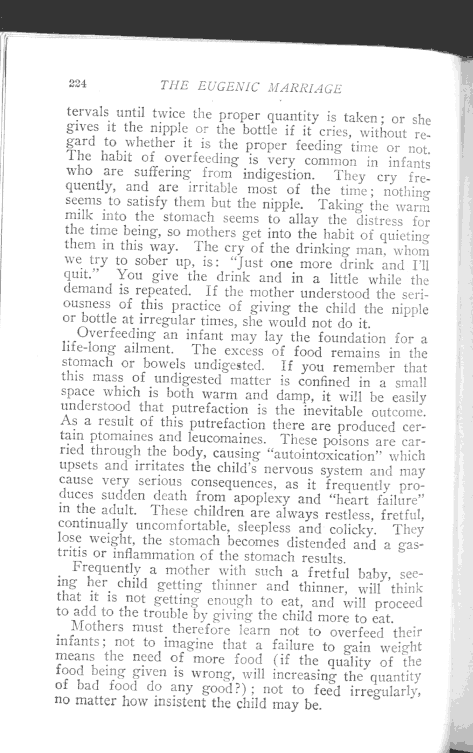 224 THE EUGENIC MARRIAGE
tervals until twice the proper quantity is taken; or she
gives it the nipple or the bottle if it cries, without re-
gard to whether it is the proper feeding time or not.
The habit of overfeeding is very common in infants
who are suffering from indigestion. They cry fre-
quently, and are irritable most of the time; nothing
seems to satisfy them but the nipple. Taking the warm
milk into the stomach seems to allay the distress for
the time being, so mothers get into the habit of quieting
them in this way. The cry of the drinking man, whom
we try to sober up, is: "Just one more drink and I'll
quit." You give the drink and in a little while the
demand is repeated. If the mother understood the seri-
ousness of this practice of giving the child the nipple
or bottle at irregular times, she would not do it.
Overfeeding an infant may lay the foundation for a
life-long ailment. The excess of food remains in the
stomach or bowels undigested. If you remember that
this mass of undigested matter is confined in a small
space which is both warm and damp, it will be easily
understood that putrefaction is the inevitable outcome.
As a result of this putrefaction there are produced cer-
tain ptomaines and leucomaines. These poisons are car-
ried through the body, causing "autointoxication" which
upsets and irritates the child's nervous system and may
cause very serious consequences, as it frequently pro-
duces sudden death from apoplexy and "heart failure"
in the adult. These children are always restless, fretful,
continually uncomfortable, sleepless and colicky. They
lose weight, the stomach becomes distended and a gas-
tritis or inflammation of the stomach results.
Frequently a mother with such a fretful baby, see-
ing her child getting thinner and thinner, will think
that it is not getting enough to eat, and will proceed
to add to the trouble by giving the child more to eat.
Mothers must therefore learn not to overfeed their
infants; not to imagine that a failure to gain weight
means the need of more food (if the quality of the
food being given is wrong, will increasing the quantity
of bad food do any good?); not to feed irregularly,
no matter how insistent the child may be.